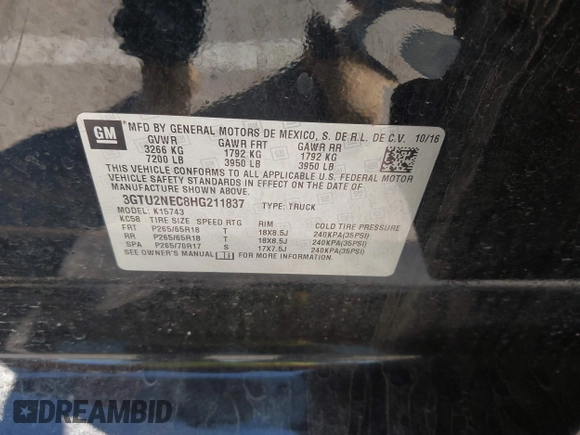 GM
MFD BY GENERAL MOTORS DE MEXICO, S. DE R.L. DE C.V. 10/16
GVWR GAWR FRT GAWR RR
3266 KG 1792 KG 1792 KG
7200 LB 3950 LB 3950 LB
THIS VEHICLE CONFORMS TO ALL APPLICABLE U.S. FEDERAL MOTOR
VEHICLE SAFETY STANDARDS IN EFFECT ON THE DATE OF
MANUFACTURE SHOWN ABOVE.
3GTU2NEC8HG211837 TYPE: TRUCK
MODEL: K15743
KC58 TIRE SIZE SPEED RTG RIM COLD TIRE PRESSURE
FRT P265/65R18 T 18X8.5J 240KPA(35PSI)
RR P265/65R18 T 18X8.5J 240KPA(35PSI)
SPA P265/70R17 S 17X7.5J 240KPA(35PSI)
SEE OWNER'S MANUAL FOR MORE INFORMATION.
DREAMBID